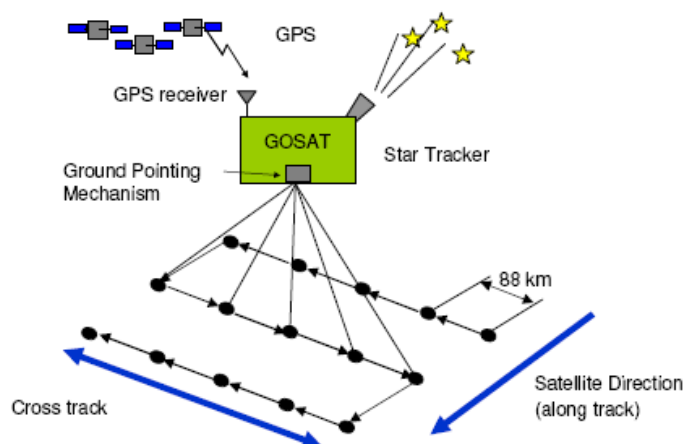 GPS
GPS receiver
GOSAT
Star Tracker
Ground Pointing
Mechanism
88 km
Satellite Direction
(along track)
Cross track